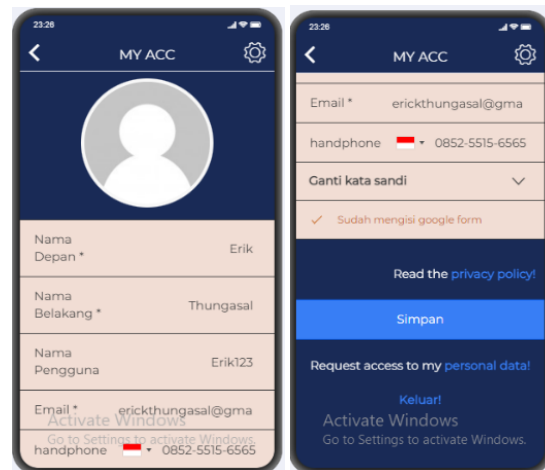 23:26
MY ACC
Nama
Depan *
Erik
Nama
Belakang *
Thungasal
Nama
Pengguna
Erik123
Email * erickthungasal@gma
Activate Windows
Go to Settings to activate Windows.
handphone 0852-5515-6565
23:26
MY ACC
Email * erickthungasal@gma
handphone 0852-5515-6565
Ganti kata sandi
Sudah mengisi google form
Read the privacy policy!
Simpan
Request access to my personal data!
Keluar!
Activate Windows
Go to Settings to activate Windows.